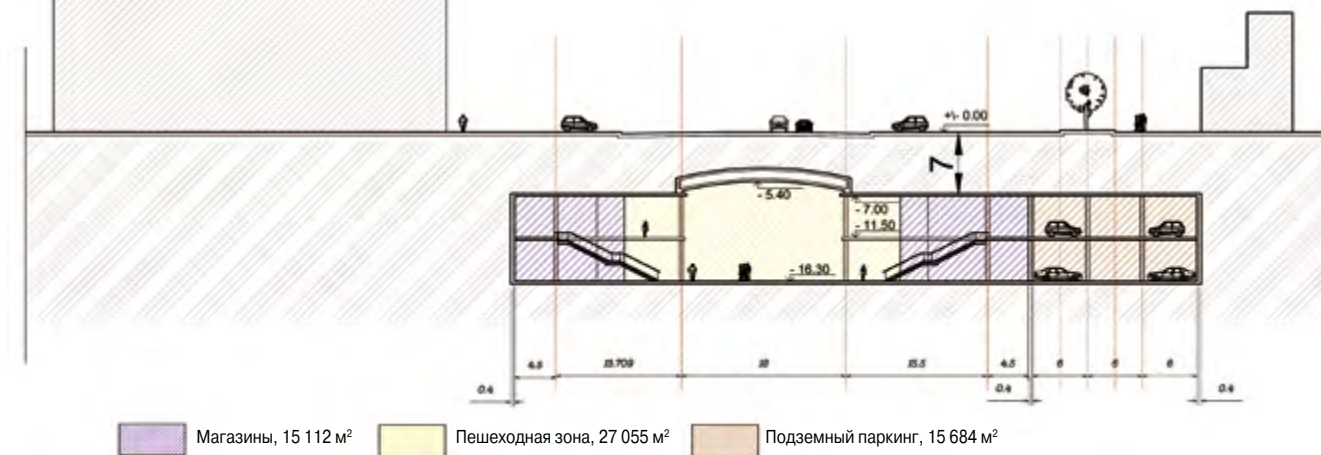 +\- 0.00
7
- 5.40
- 7.00
- 11.50
- 16.30
4.5 13.709 18 15.5 4.5 6 6 6
0.4 0.4 0.4
Магазины, 15 112 м² Пешеходная зона, 27 055 м² Подземный паркинг, 15 684 м²